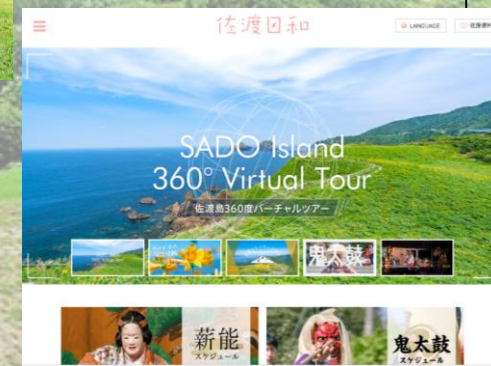 佐渡日和
LANGUAGE
SADO Island
360° Virtual Tour
佐渡島360度バーチャルツアー
鬼太鼓
薪能
スケジュール
鬼太鼓
スケジュール